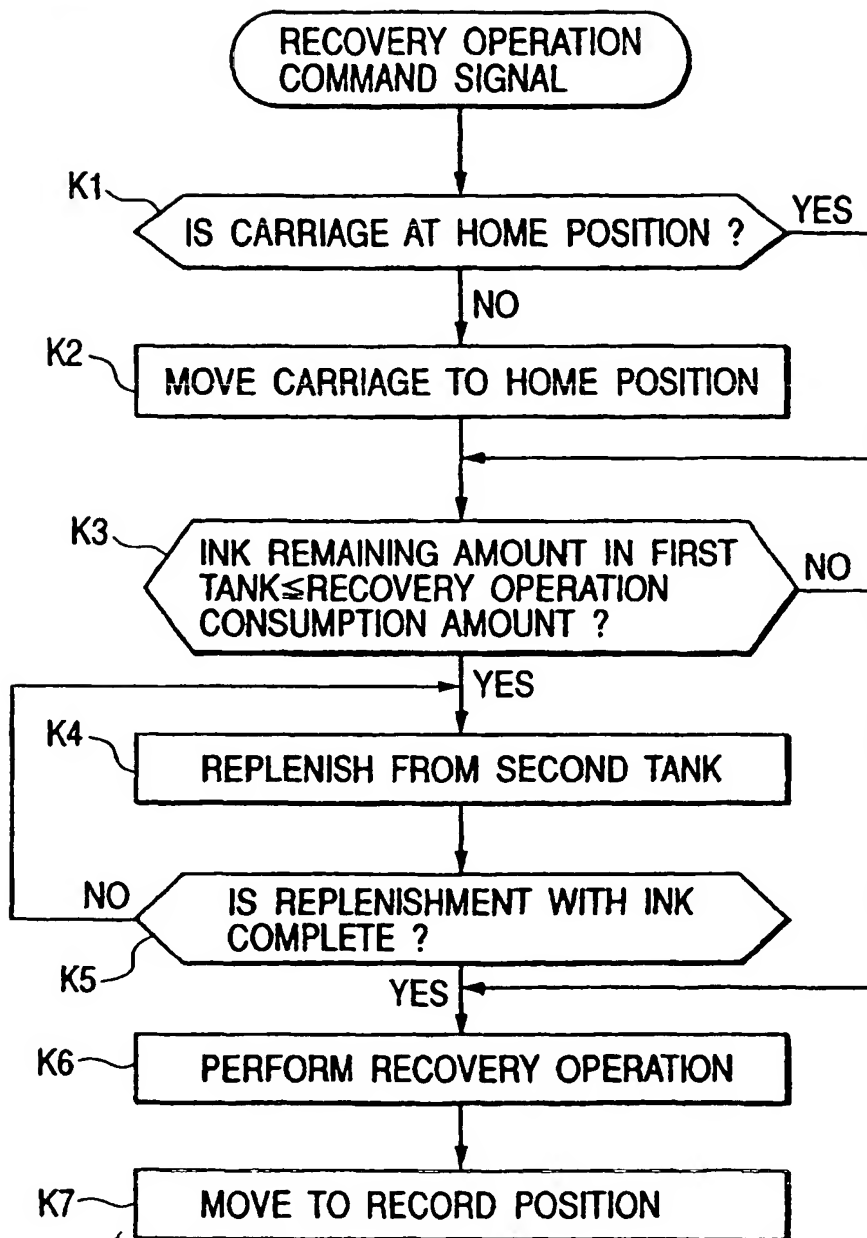 RECOVERY OPERATION
COMMAND SIGNAL
K1
IS CARRIAGE AT HOME POSITION ?
YES
NO
K2
MOVE CARRIAGE TO HOME POSITION
K3
INK REMAINING AMOUNT IN FIRST
TANK≦RECOVERY OPERATION
CONSUMPTION AMOUNT ?
NO
YES
K4
REPLENISH FROM SECOND TANK
NO
IS REPLENISHMENT WITH INK
COMPLETE ?
K5
YES
K6
PERFORM RECOVERY OPERATION
K7
MOVE TO RECORD POSITION